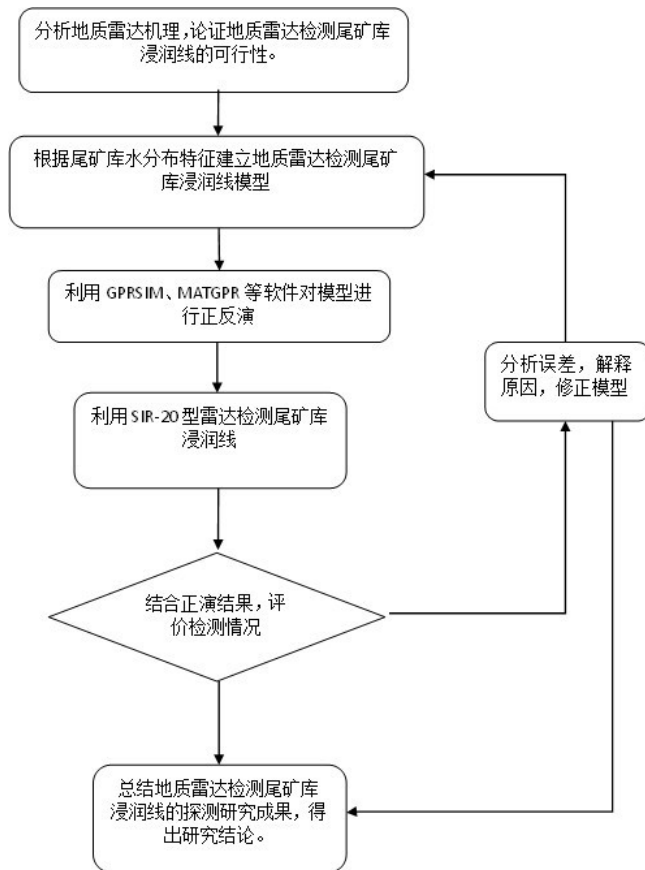 分析地质雷达机理,论证地质雷达检测尾矿库
浸润线的可行性。
根据尾矿库水分布特征建立地质雷达检测尾矿
库浸润线模型
利用 GPRSIM、MATGPR 等软件对模型进
行正反演
分析误差，解释
原因，修正模型
利用 SIR-20 型雷达检测尾矿库
浸润线
结合正演结果，评
价检测情况
总结地质雷达检测尾矿库
浸润线的探测研究成果，得
出研究结论。